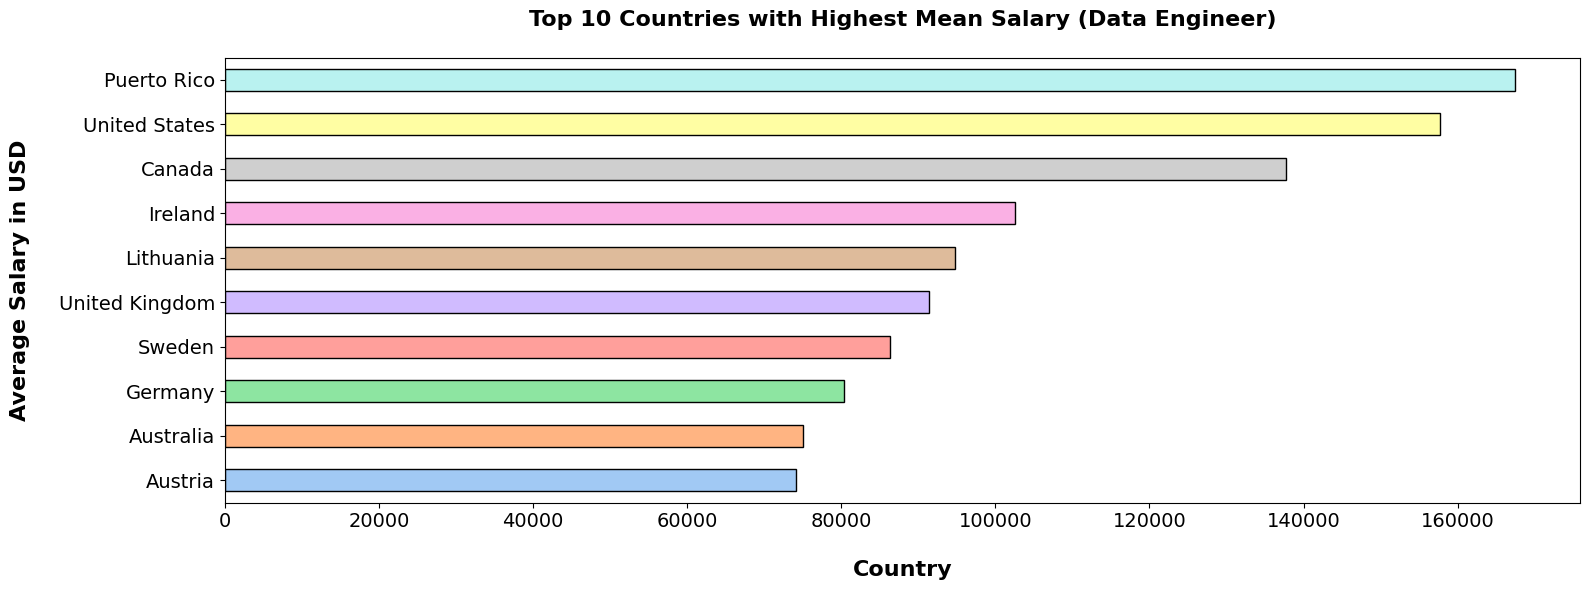 Top 10 Countries with Highest Mean Salary (Data Engineer)
Average Salary in USD
Puerto Rico
United States
Canada
Ireland
Lithuania
United Kingdom
Sweden
Germany
Australia
Austria
0 20000 40000 60000 80000 100000 120000 140000 160000
Country